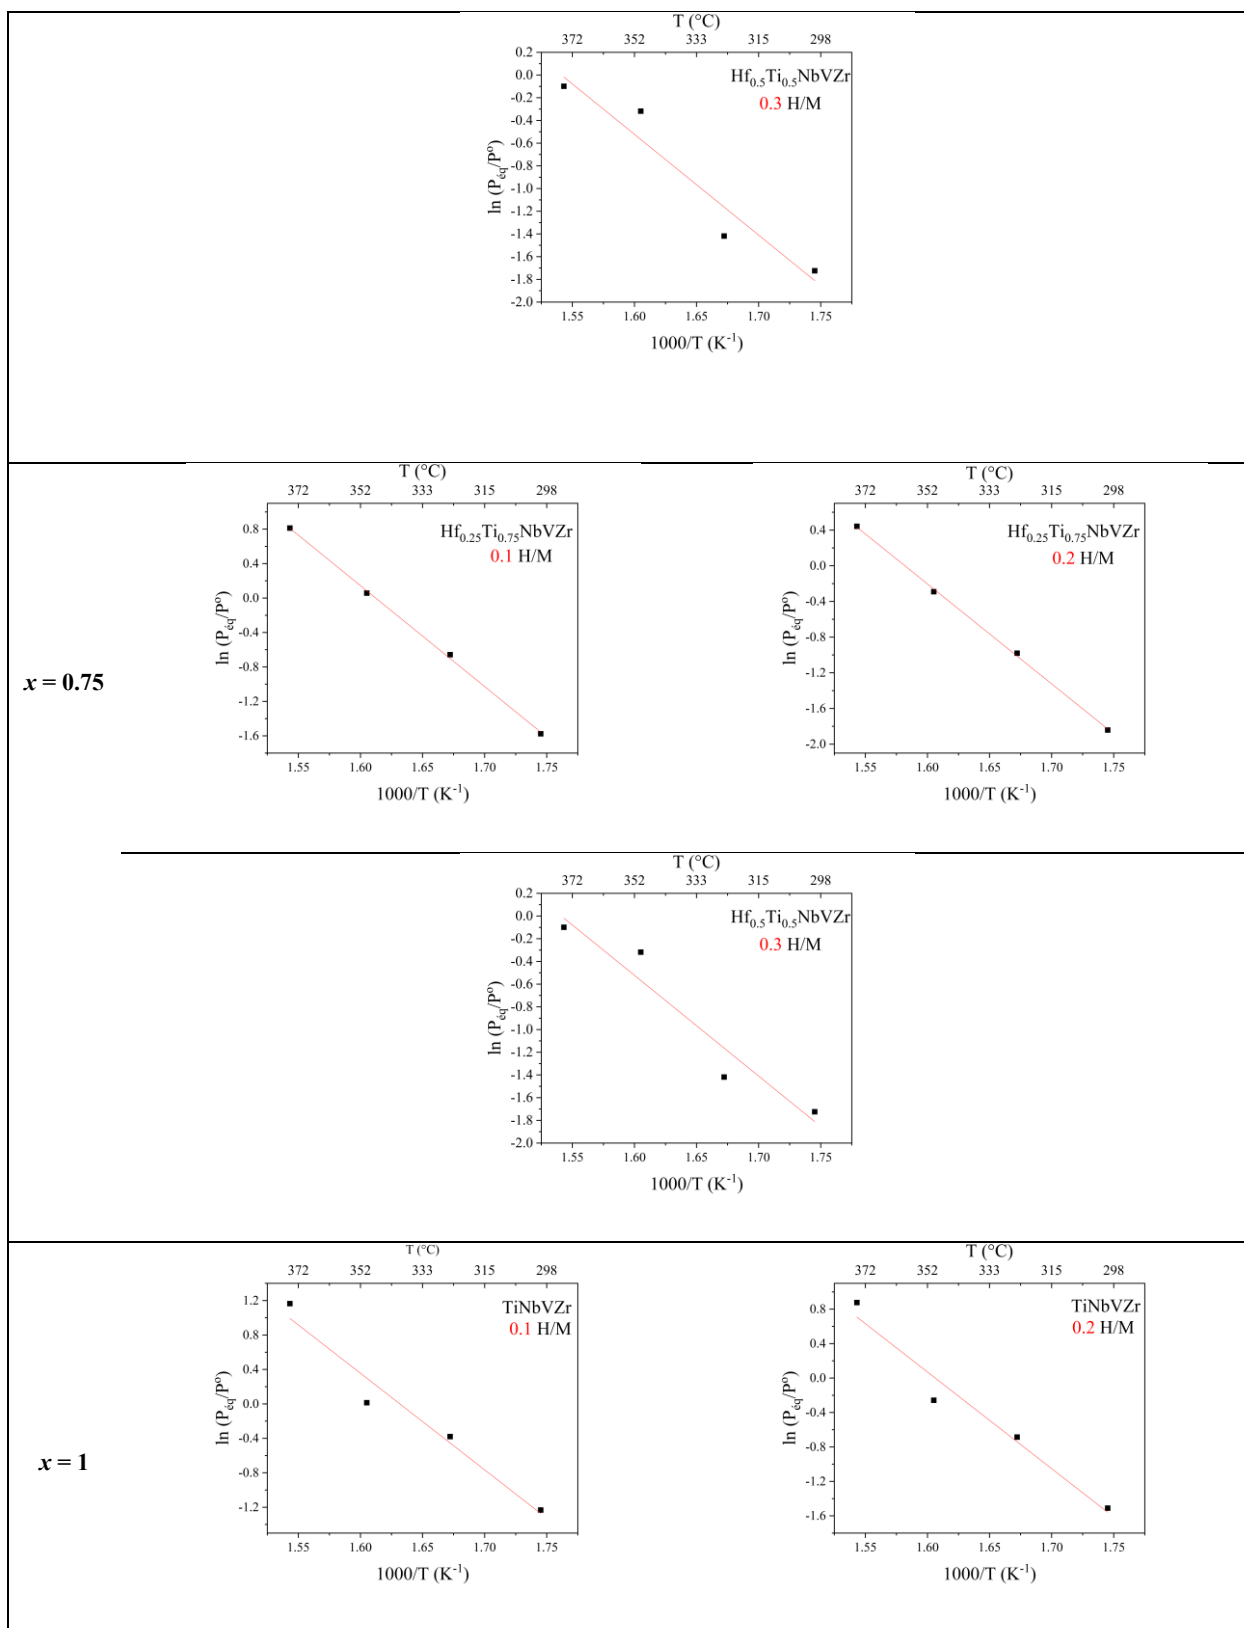 T (°C)
372 352 333 315 298
0.2
0.0
-0.2
-0.4
-0.6
-0.8
-1.0
-1.2
-1.4
-1.6
-1.8
-2.0
ln (P_éq/P°)
Hf0.5Ti0.5NbVZr
0.3 H/M
1.55 1.60 1.65 1.70 1.75
1000/T (K⁻¹)
x = 0.75
T (°C)
372 352 333 315 298
0.8
0.4
0.0
-0.4
-0.8
-1.2
-1.6
ln (P_éq/P°)
Hf0.25Ti0.75NbVZr
0.1 H/M
1.55 1.60 1.65 1.70 1.75
1000/T (K⁻¹)
T (°C)
372 352 333 315 298
0.4
0.0
-0.4
-0.8
-1.2
-1.6
-2.0
ln (P_éq/P°)
Hf0.25Ti0.75NbVZr
0.2 H/M
1.55 1.60 1.65 1.70 1.75
1000/T (K⁻¹)
T (°C)
372 352 333 315 298
0.2
0.0
-0.2
-0.4
-0.6
-0.8
-1.0
-1.2
-1.4
-1.6
-1.8
-2.0
ln (P_éq/P°)
Hf0.5Ti0.5NbVZr
0.3 H/M
1.55 1.60 1.65 1.70 1.75
1000/T (K⁻¹)
x = 1
T (°C)
372 352 333 315 298
1.2
0.8
0.4
0.0
-0.4
-0.8
-1.2
ln (P_éq/P°)
TiNbVZr
0.1 H/M
1.55 1.60 1.65 1.70 1.75
1000/T (K⁻¹)
T (°C)
372 352 333 315 298
0.8
0.4
0.0
-0.4
-0.8
-1.2
-1.6
ln (P_éq/P°)
TiNbVZr
0.2 H/M
1.55 1.60 1.65 1.70 1.75
1000/T (K⁻¹)